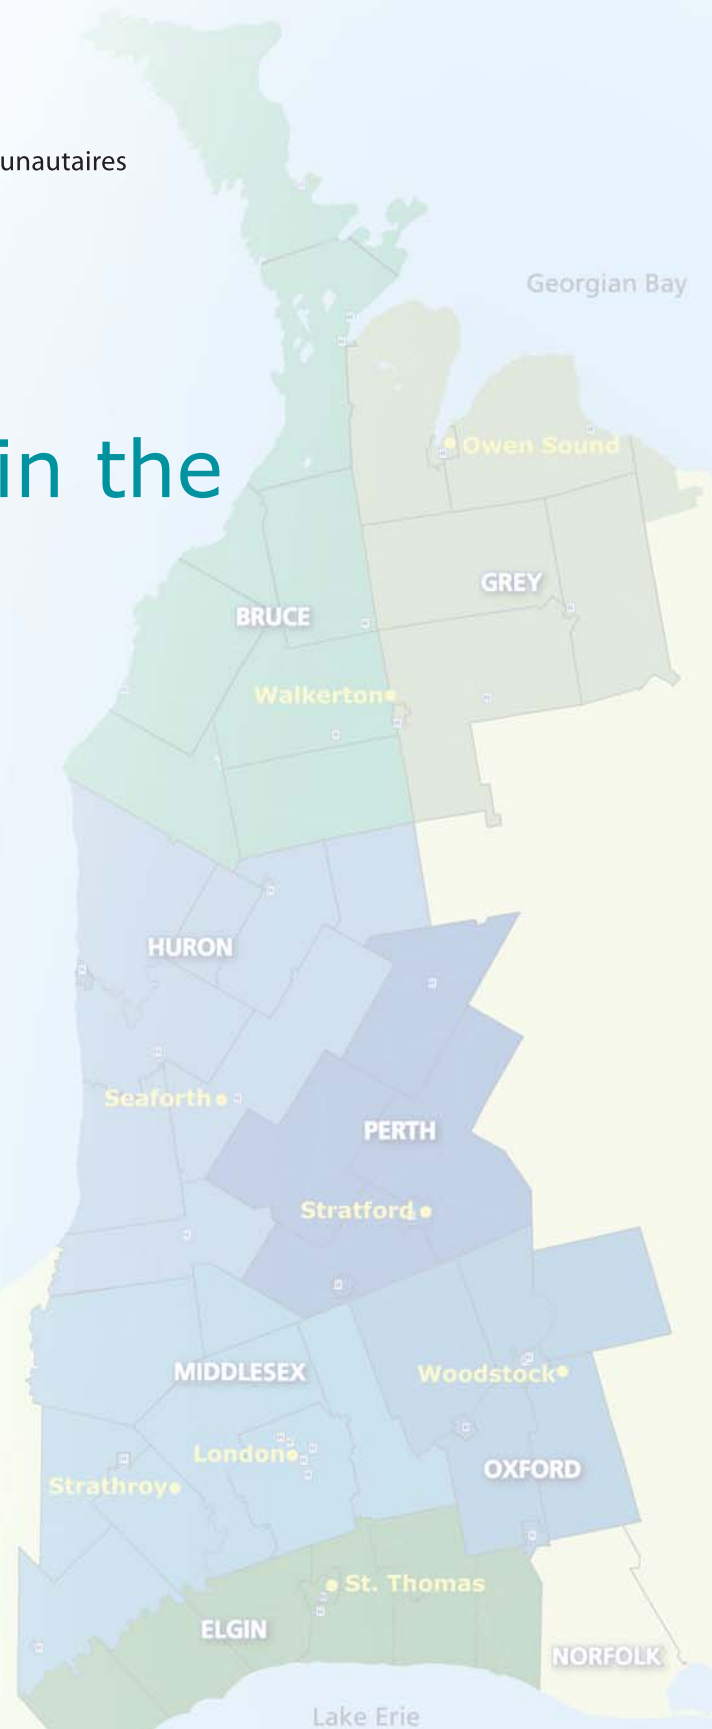 unautaires
Georgian Bay
in the
Owen Sound
GREY
BRUCE
Walkerton
HURON
Seaforth
PERTH
Stratford
MIDDLESEX
Woodstock
London
OXFORD
Strathroy
St. Thomas
ELGIN
NORFOLK
Lake Erie